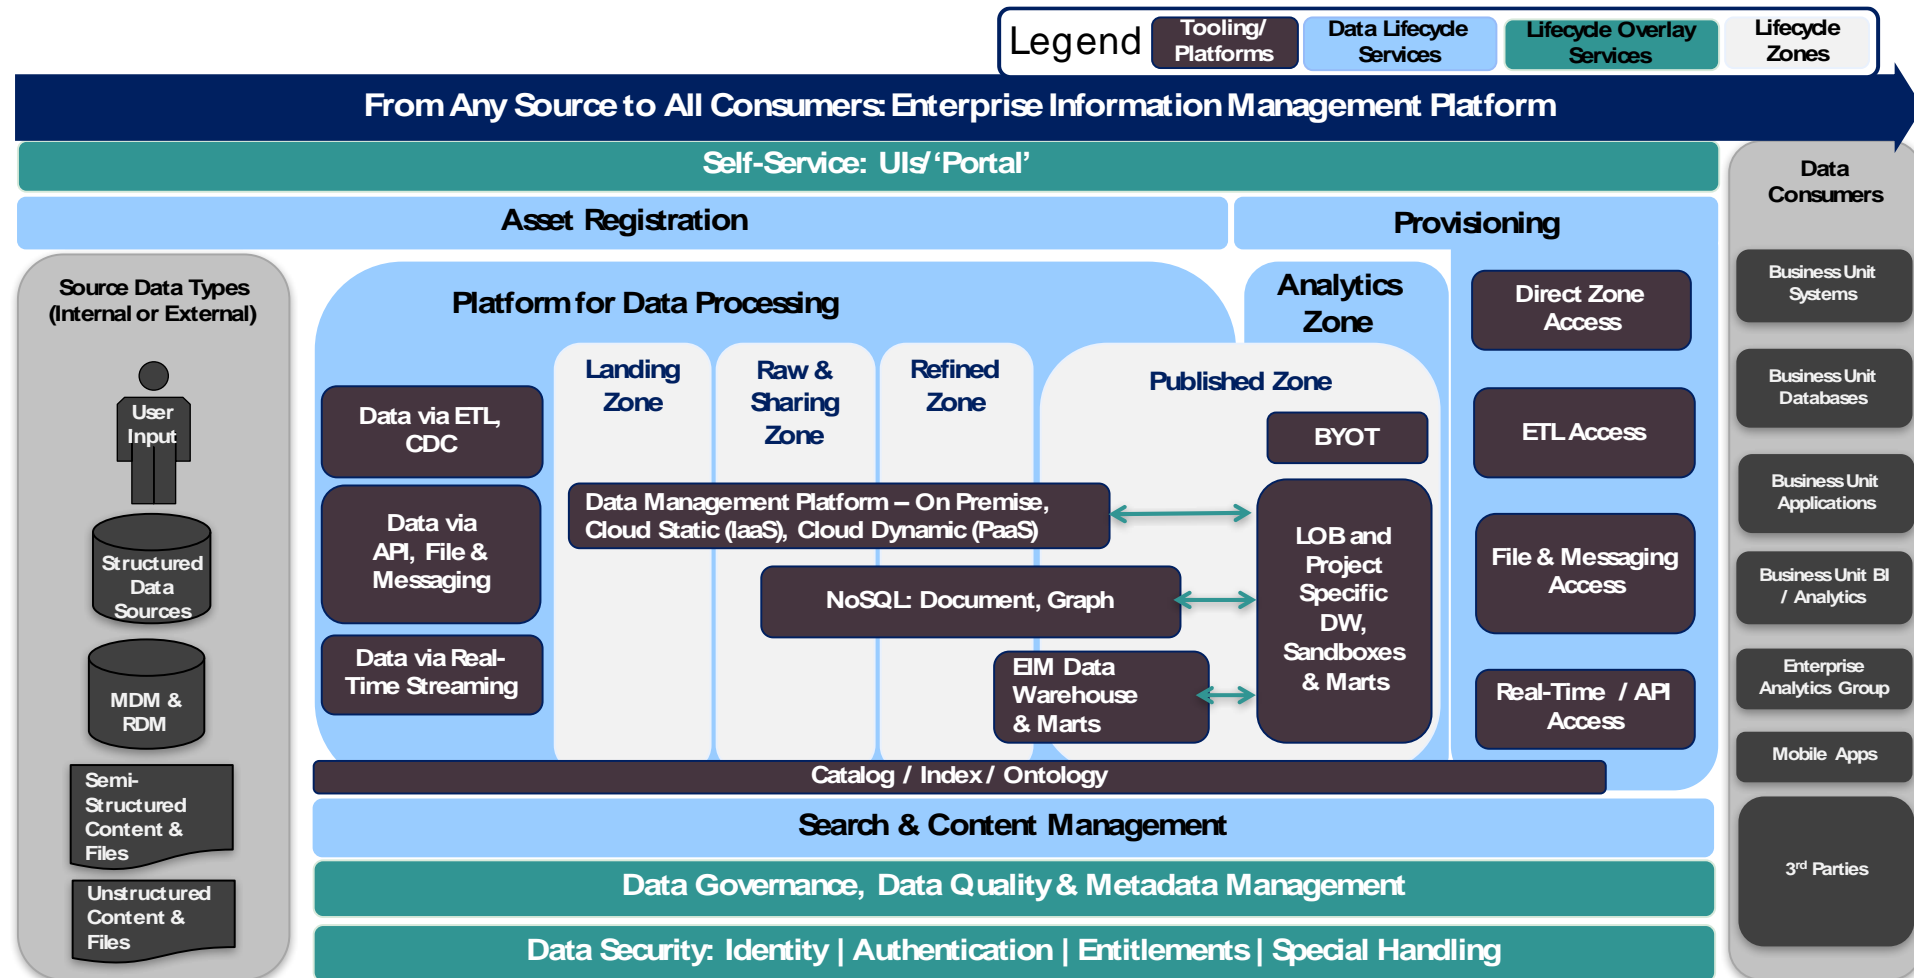 Legend
Tooling/
Platforms
Data Lifecycle
Services
Lifecycle Overlay
Services
Lifecycle
Zones
From Any Source to All Consumers: Enterprise Information Management Platform
Self-Service: UIs/ ‘Portal’
Asset Registration
Provisioning
Data
Consumers
Source Data Types
(Internal or External)
User
Input
Structured
Data
Sources
MDM &
RDM
Semi-
Structured
Content &
Files
Unstructured
Content &
Files
Platform for Data Processing
Data via ETL,
CDC
Data via
API, File &
Messaging
Data via Real-
Time Streaming
Landing
Zone
Raw &
Sharing
Zone
Refined
Zone
Analytics
Zone
Published Zone
BYOT
Data Management Platform – On Premise,
Cloud Static (IaaS), Cloud Dynamic (PaaS)
NoSQL: Document, Graph
EIM Data
Warehouse
& Marts
LOB and
Project
Specific
DW,
Sandboxes
& Marts
Direct Zone
Access
ETL Access
File & Messaging
Access
Real-Time / API
Access
Business Unit
Systems
Business Unit
Databases
Business Unit
Applications
Business Unit BI
/ Analytics
Enterprise
Analytics Group
Mobile Apps
3rd Parties
Catalog / Index / Ontology
Search & Content Management
Data Governance, Data Quality & Metadata Management
Data Security: Identity | Authentication | Entitlements | Special Handling